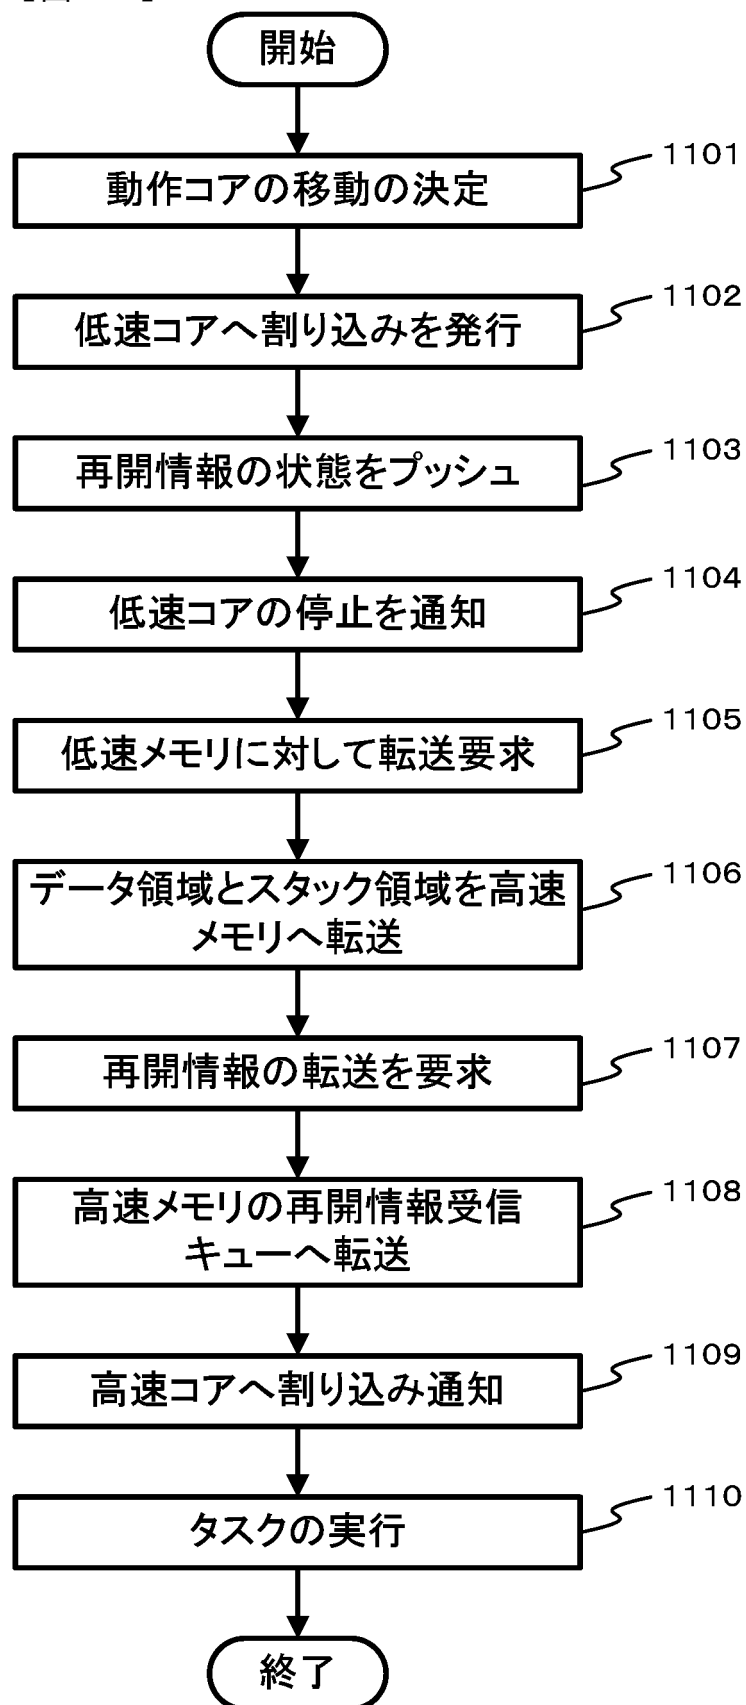 開始
動作コアの移動の決定
1101
低速コアへ割り込みを発行
1102
再開情報の状態をプッシュ
1103
低速コアの停止を通知
1104
低速メモリに対して転送要求
1105
データ領域とスタック領域を高速
メモリへ転送
1106
再開情報の転送を要求
1107
高速メモリの再開情報受信
キューへ転送
1108
高速コアへ割り込み通知
1109
タスクの実行
1110
終了